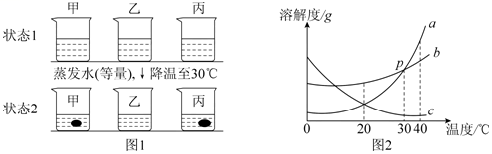 甲 乙 丙
状态1
蒸发水(等量),↓降温至30℃
甲 乙 丙
状态2
图1
溶解度/g
a
b
p
c
0 20 30 40 温度/℃
图2